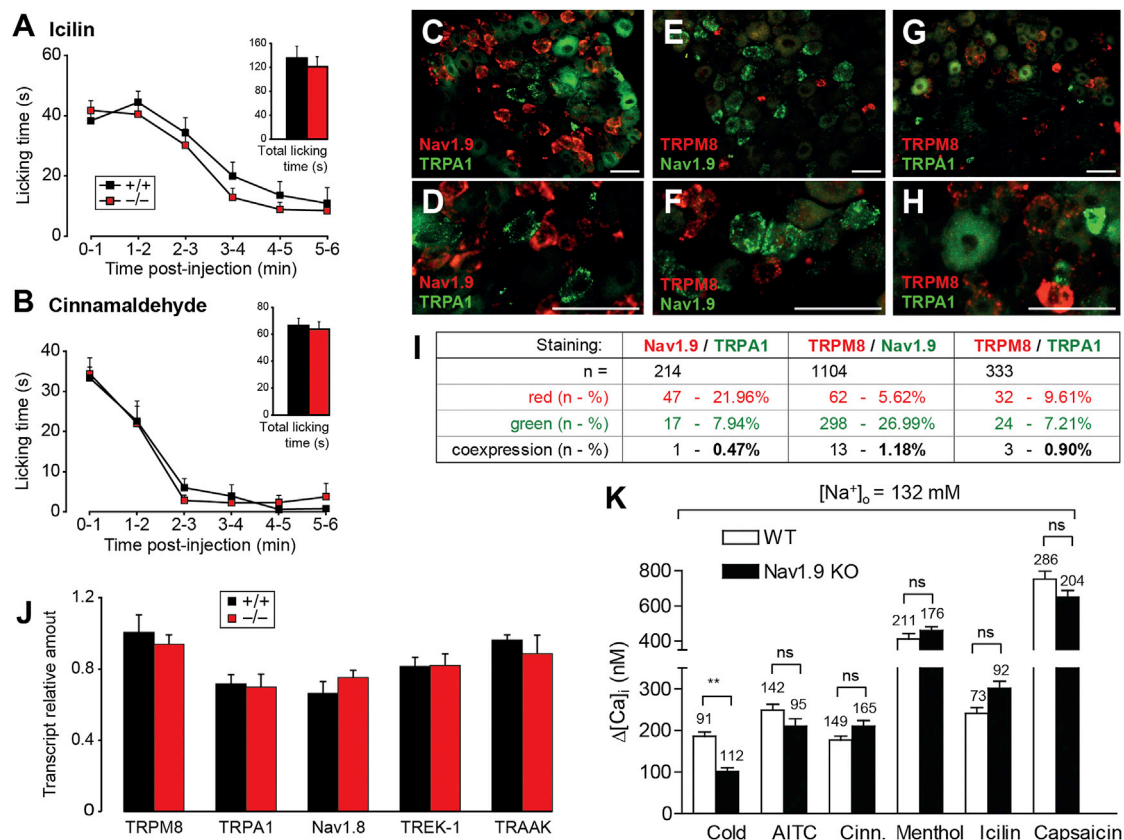 A Icilin
60
40
20
0
Licking time (s)
160
120
80
40
0
Total licking
time (s)
+/+
−/−
0-1 1-2 2-3 3-4 4-5 5-6
Time post-injection (min)
B Cinnamaldehyde
40
30
20
10
0
Licking time (s)
80
60
40
20
0
Total licking
time (s)
0-1 1-2 2-3 3-4 4-5 5-6
Time post-injection (min)
C
Nav1.9
TRPA1
E
TRPM8
Nav1.9
G
TRPM8
TRPA1
D
Nav1.9
TRPA1
F
TRPM8
Nav1.9
H
TRPM8
TRPA1
I
Staining: Nav1.9 / TRPA1 TRPM8 / Nav1.9 TRPM8 / TRPA1
n = 214 1104 333
red (n - %) 47 - 21.96% 62 - 5.62% 32 - 9.61%
green (n - %) 17 - 7.94% 298 - 26.99% 24 - 7.21%
coexpression (n - %) 1 - 0.47% 13 - 1.18% 3 - 0.90%
J
1.2
0.8
0.4
0
Transcript relative amout
+/+
−/−
TRPM8 TRPA1 Nav1.8 TREK-1 TRAAK
K
[Na⁺]ₒ = 132 mM
WT
Nav1.9 KO
800
600
400
300
200
100
0
Δ[Ca]ᵢ (nM)
** ns ns ns ns ns
91 112 142 95 149 165 211 176 73 92 286 204
Cold AITC Cinn. Menthol Icilin Capsaicin